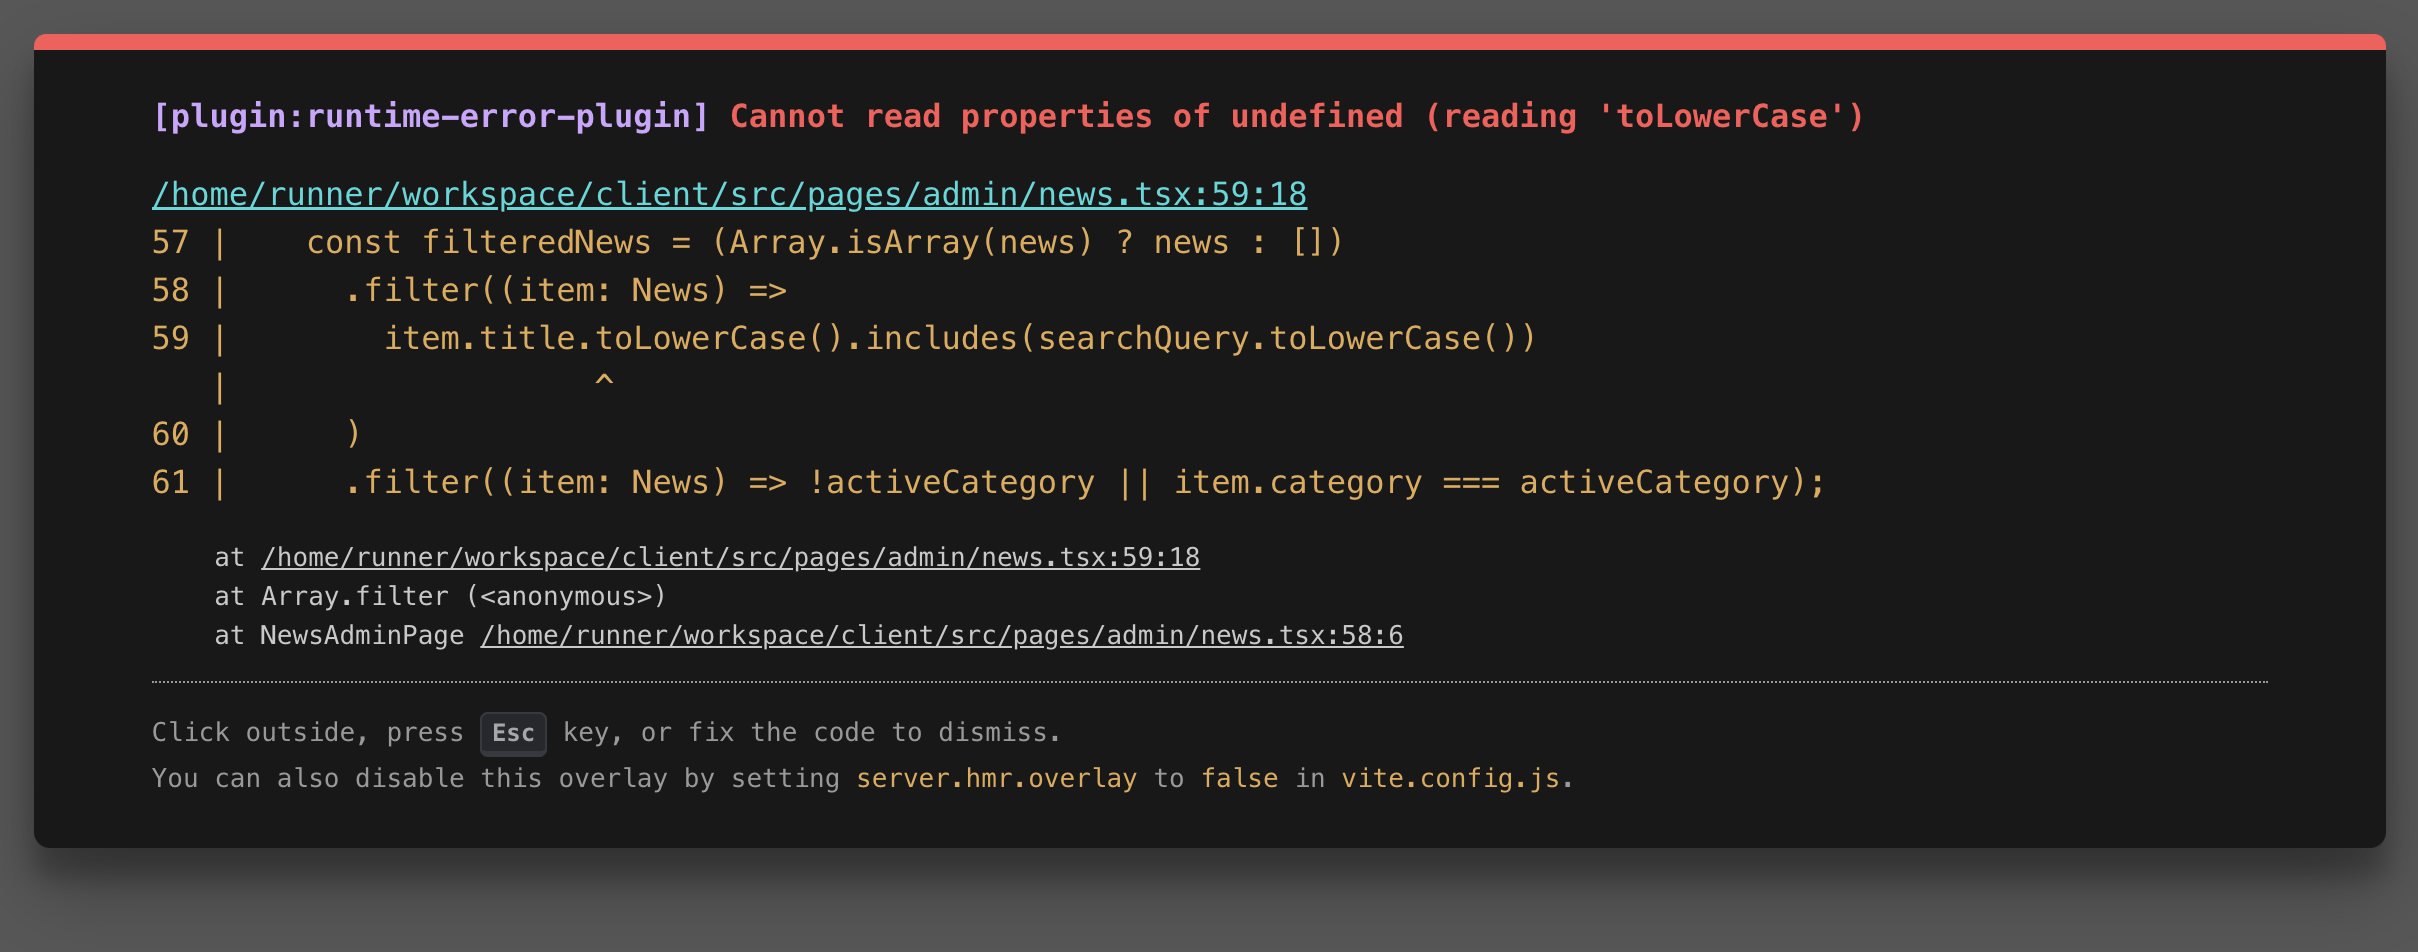 [plugin:runtime-error-plugin] Cannot read properties of undefined (reading 'toLowerCase')
/home/runner/workspace/client/src/pages/admin/news.tsx:59:18
57 |    const filteredNews = (Array.isArray(news) ? news : [])
58 |      .filter((item: News) =>
59 |        item.title.toLowerCase().includes(searchQuery.toLowerCase())
   |                   ^
60 |      )
61 |      .filter((item: News) => !activeCategory || item.category === activeCategory);
    at /home/runner/workspace/client/src/pages/admin/news.tsx:59:18
    at Array.filter (<anonymous>)
    at NewsAdminPage /home/runner/workspace/client/src/pages/admin/news.tsx:58:6
Click outside, press Esc key, or fix the code to dismiss.
You can also disable this overlay by setting server.hmr.overlay to false in vite.config.js.